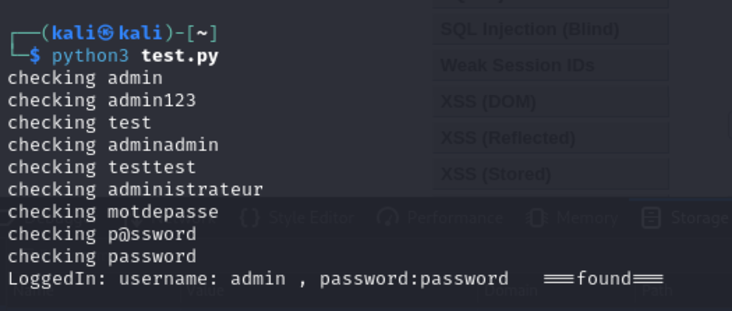 (kali㉿kali)-[~]
$ python3 test.py
checking admin
checking admin123
checking test
checking adminadmin
checking testtest
checking administrateur
checking motdepasse
checking p@ssword
checking password
LoggedIn: username: admin , password:password ===found===
SQL Injection (Blind)
Weak Session IDs
XSS (DOM)
XSS (Reflected)
XSS (Stored)
{} Style Editor Performance Memory Storage